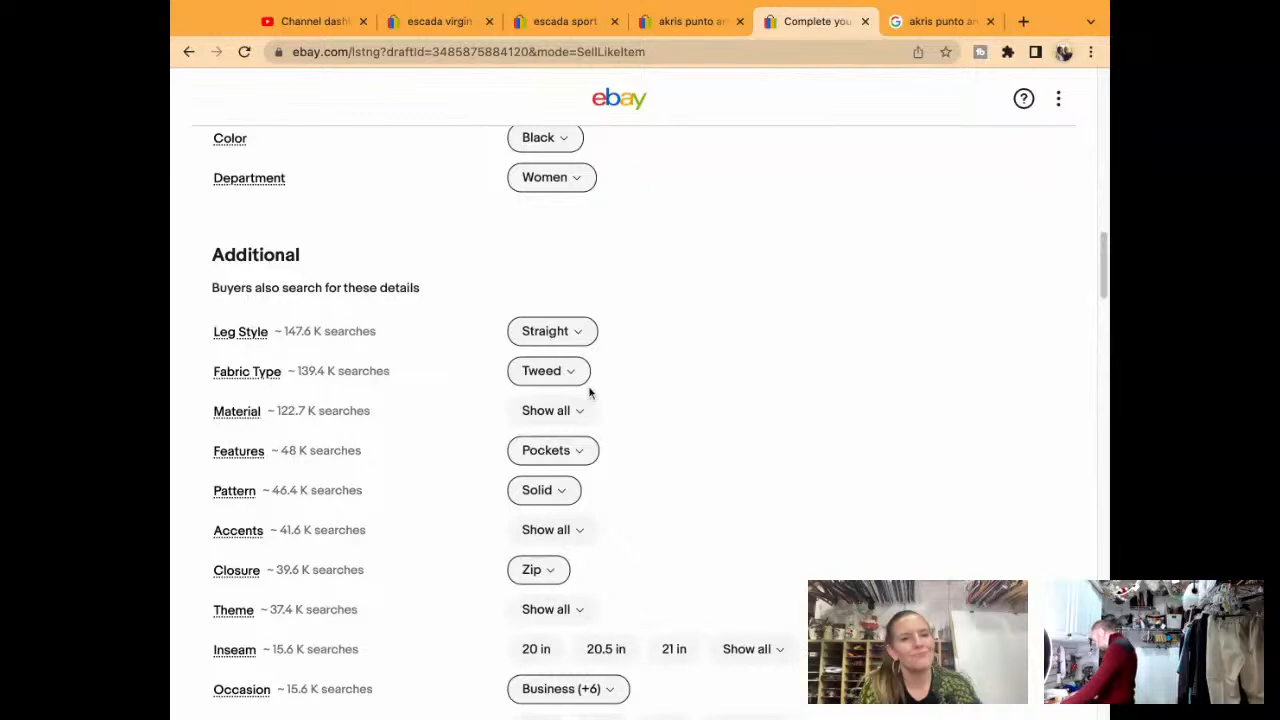 Channel dash
escada virgin
escada sport
akris punto ar
Complete you
akris punto ar
ebay.com/lstng?draftId=3485875884120&mode=SellLikeItem
ebay
Color
Black
Department
Women
Additional
Buyers also search for these details
Leg Style ~ 147.6 K searches
Straight
Fabric Type ~ 139.4 K searches
Tweed
Material ~ 122.7 K searches
Show all
Features ~ 48 K searches
Pockets
Pattern ~ 46.4 K searches
Solid
Accents ~ 41.6 K searches
Show all
Closure ~ 39.6 K searches
Zip
Theme ~ 37.4 K searches
Show all
Inseam ~ 15.6 K searches
20 in 20.5 in 21 in Show all
Occasion ~ 15.6 K searches
Business (+6)